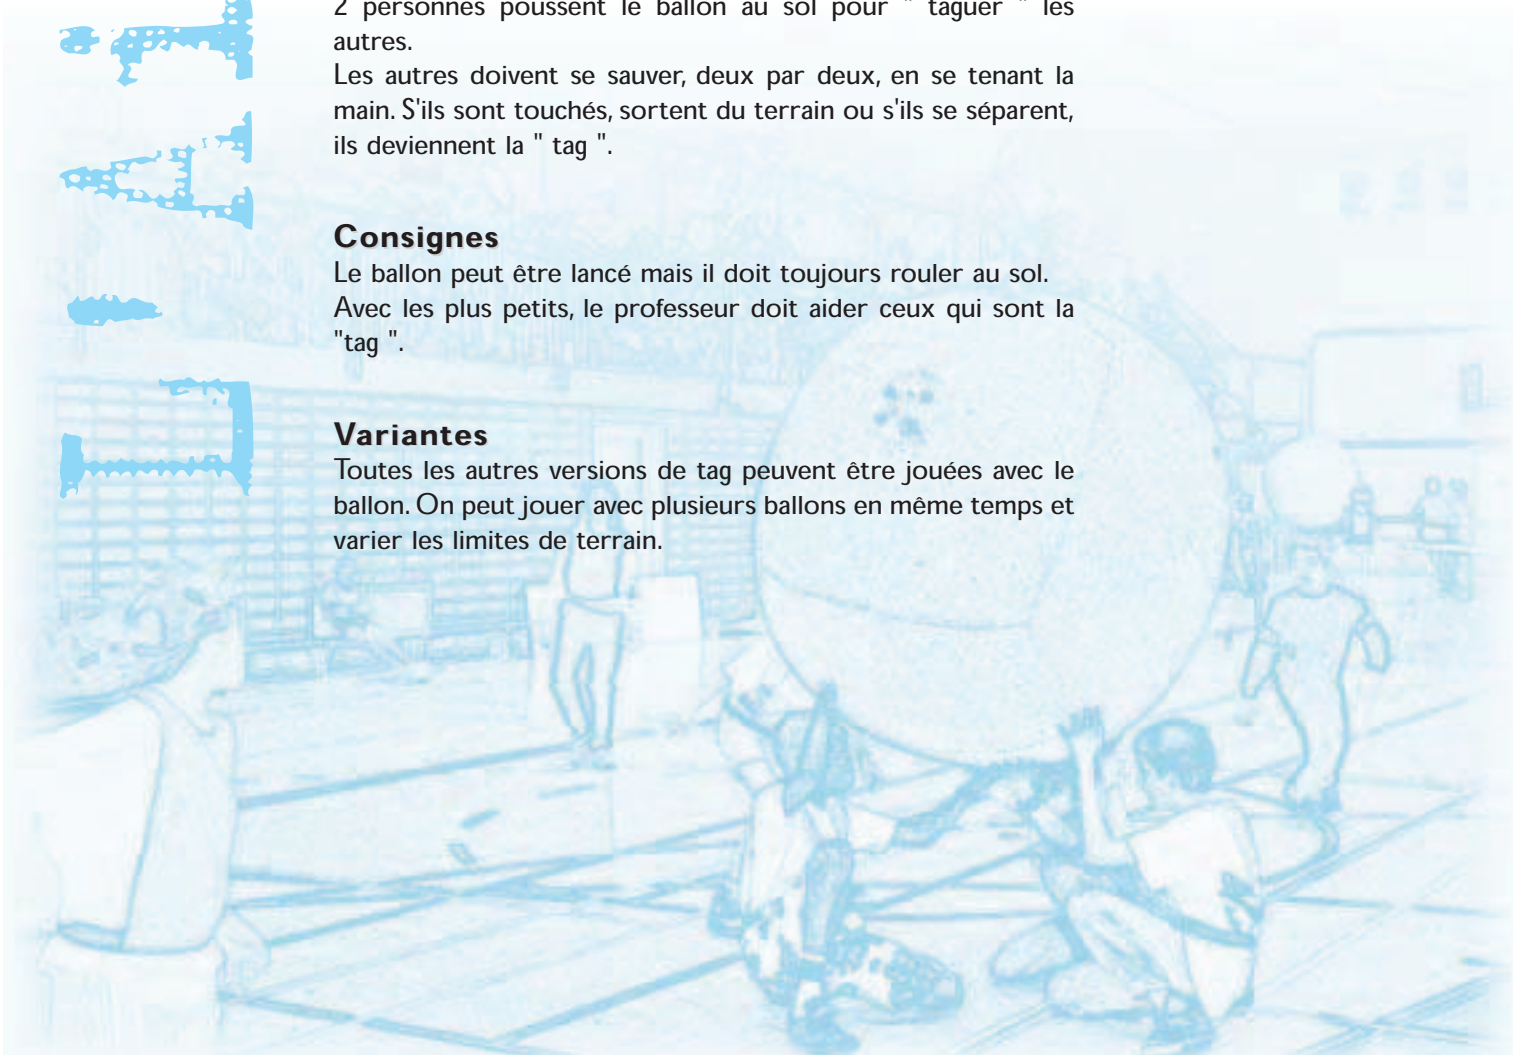 2 personnes poussent le ballon au sol pour " taguer " les
autres.
Les autres doivent se sauver, deux par deux, en se tenant la
main. S'ils sont touchés, sortent du terrain ou s'ils se séparent,
ils deviennent la " tag ".
Consignes
Le ballon peut être lancé mais il doit toujours rouler au sol.
Avec les plus petits, le professeur doit aider ceux qui sont la
"tag ".
Variantes
Toutes les autres versions de tag peuvent être jouées avec le
ballon. On peut jouer avec plusieurs ballons en même temps et
varier les limites de terrain.